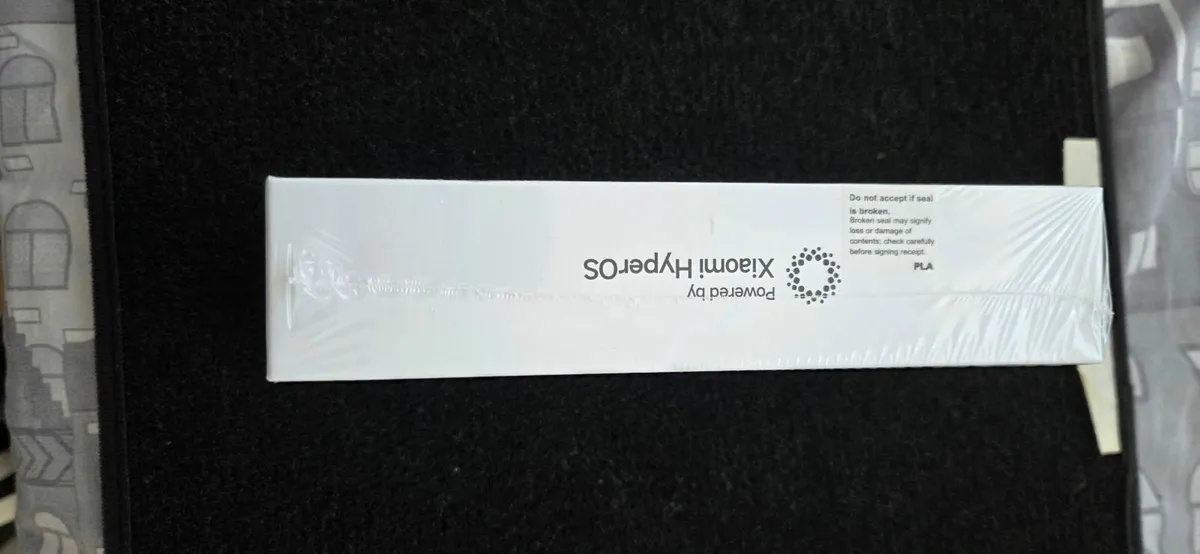 Do not accept if seal
is broken.
Broken seal may signify
loss or damage of
contents; check carefully
before signing receipt.
PLA
Powered by
Xiaomi HyperOS